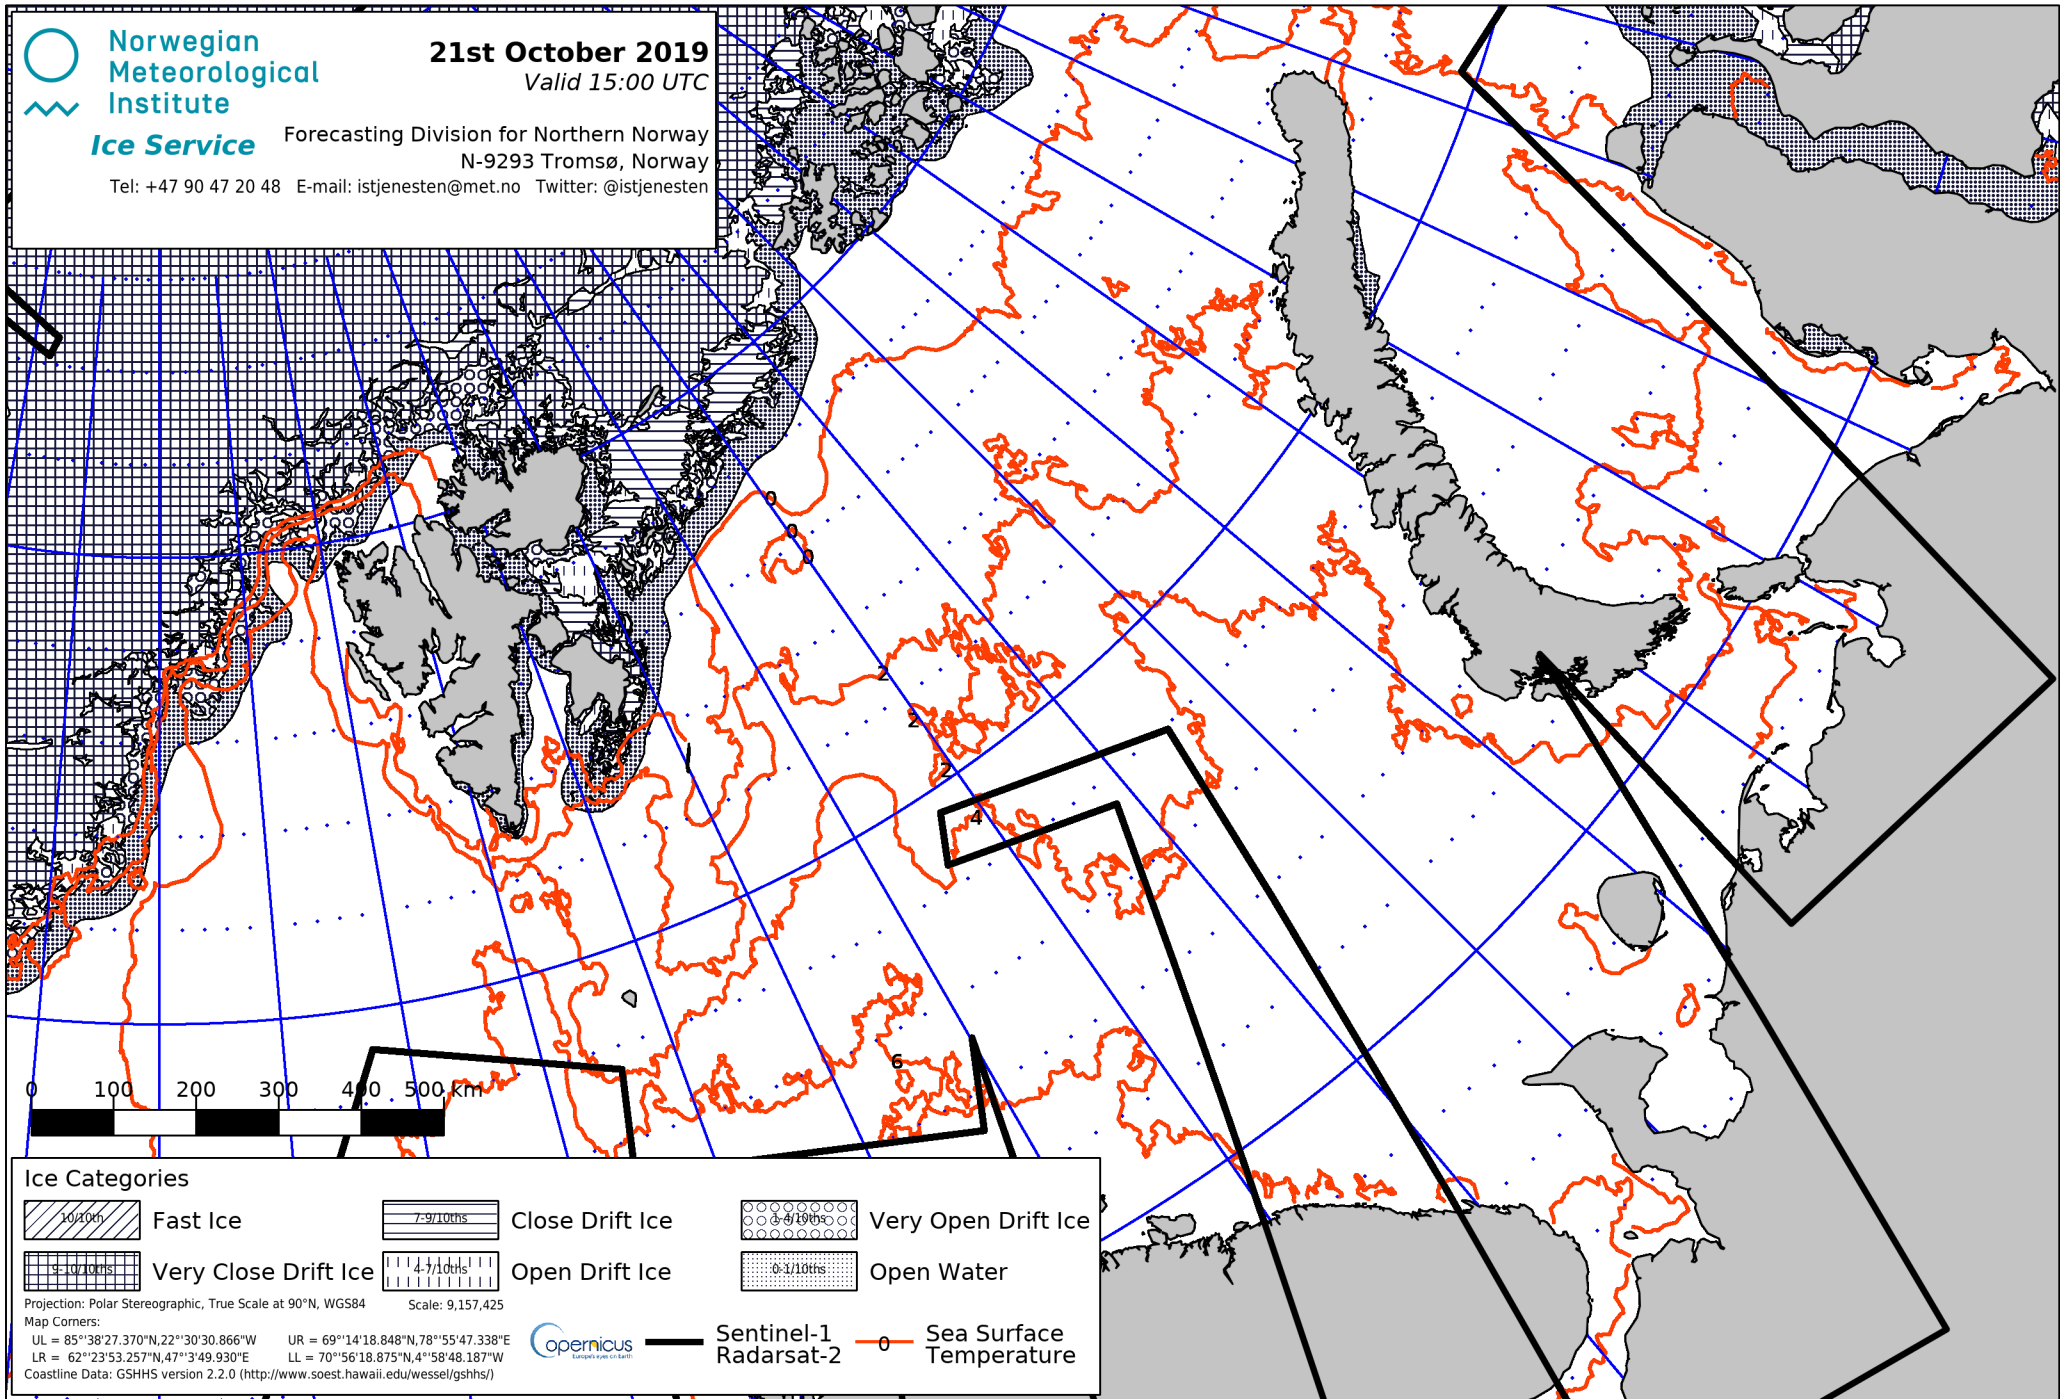 Norwegian
Meteorological
Institute
Ice Service
21st October 2019
Valid 15:00 UTC
Forecasting Division for Northern Norway
N-9293 Tromsø, Norway
Tel: +47 90 47 20 48 E-mail: istjenesten@met.no Twitter: @istjenesten
0
0
0
2
2
2
4
6
0 100 200 300 400 500 km
Ice Categories
10/10th Fast Ice
7-9/10ths Close Drift Ice
1-4/10ths Very Open Drift Ice
9-10/10ths Very Close Drift Ice
4-7/10ths Open Drift Ice
0-1/10ths Open Water
Projection: Polar Stereographic, True Scale at 90°N, WGS84 Scale: 9,157,425
Map Corners:
UL = 85°'38'27.370"N,22°'30'30.866"W UR = 69°'14'18.848"N,78°'55'47.338"E
LR = 62°'23'53.257"N,47°'3'49.930"E LL = 70°'56'18.875"N,4°'58'48.187"W
Coastline Data: GSHHS version 2.2.0 (http://www.soest.hawaii.edu/wessel/gshhs/)
opernicus
Europe's eyes on Earth
Sentinel-1
Radarsat-2
0
Sea Surface
Temperature